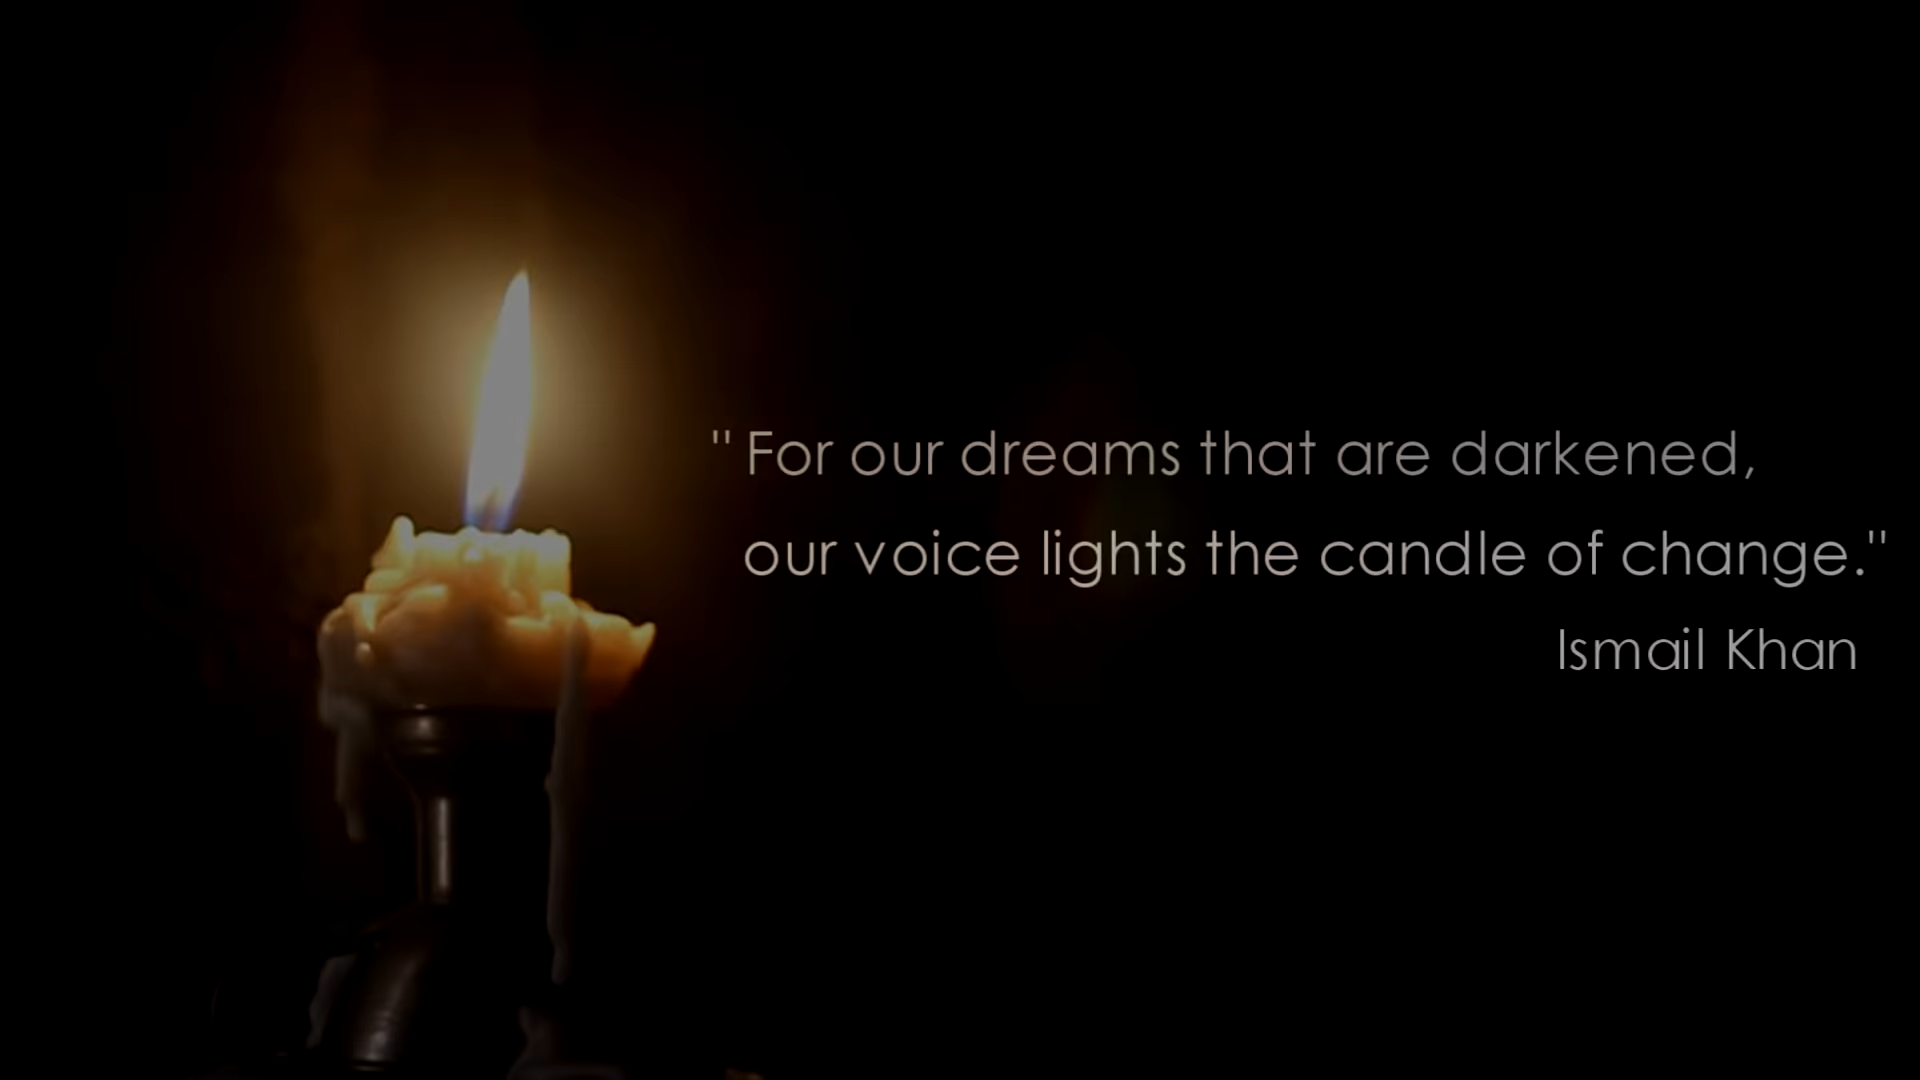 " For our dreams that are darkened,
our voice lights the candle of change."
Ismail Khan